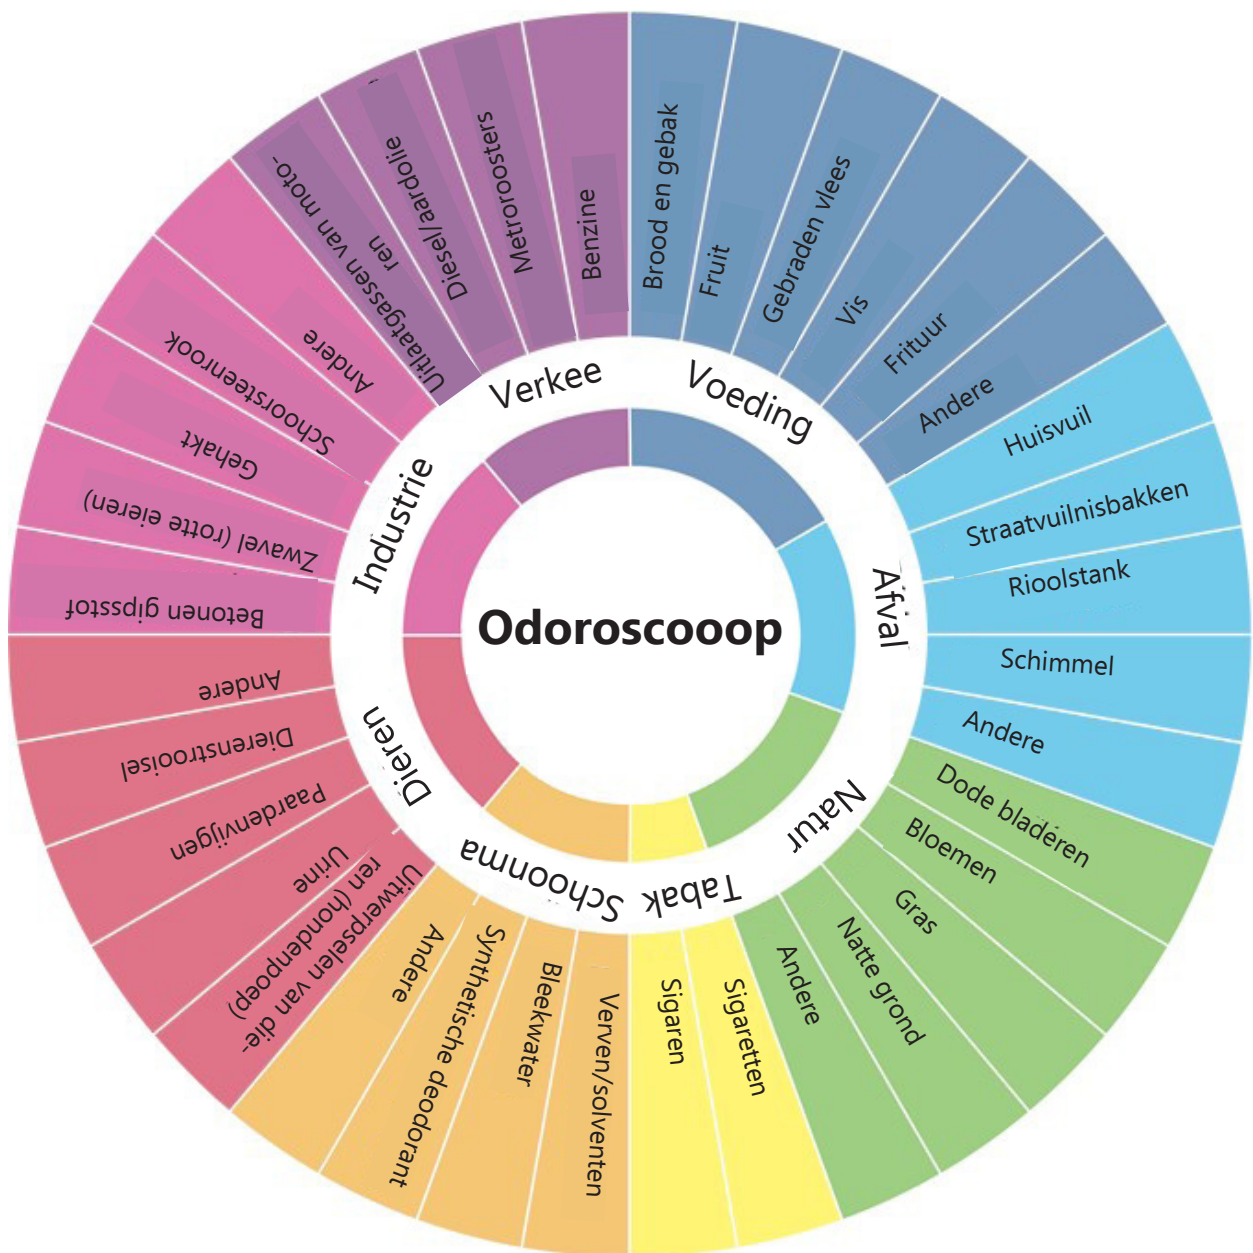 Odoroscooop
Voeding
Brood en gebak
Fruit
Gebraden vlees
Vis
Frituur
Andere
Afval
Huisvuil
Straatvuilnisbakken
Rioolstank
Schimmel
Andere
Natur
Dode bladeren
Bloemen
Gras
Natte grond
Andere
Tabak
Sigaretten
Sigaren
Schoonma
Verven/solventen
Bleekwater
Synthetische deodorant
Andere
Dieren
Uitwerpselen van die-
ren (hondenpoep)
Urine
Paardenvijgen
Dierenstrooisel
Andere
Industrie
Betonen gipsstof
Zwavel (rotte eieren)
Gehakt
Schoorsteenrook
Andere
Verkee
Uitlaatgassen van moto-
ren
Diesel/aardolie
Metroroosters
Benzine